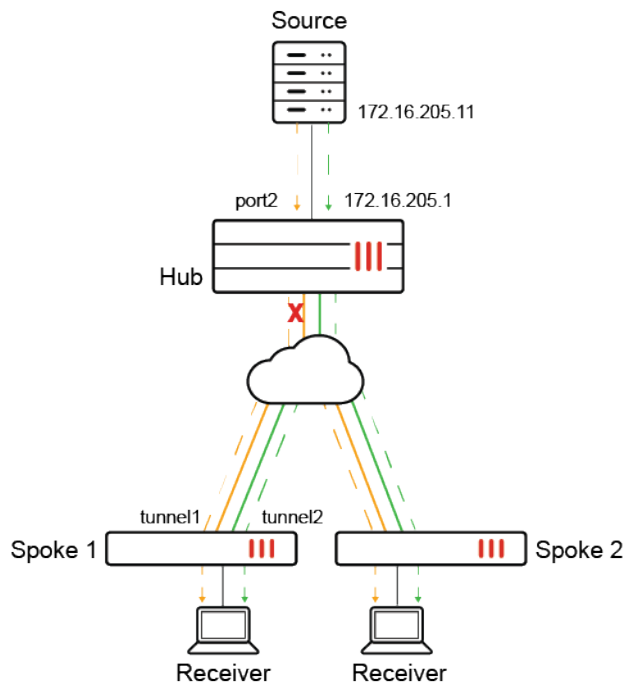 Source
172.16.205.11
port2
172.16.205.1
Hub
X
tunnel1
tunnel2
Spoke 1
Spoke 2
Receiver
Receiver